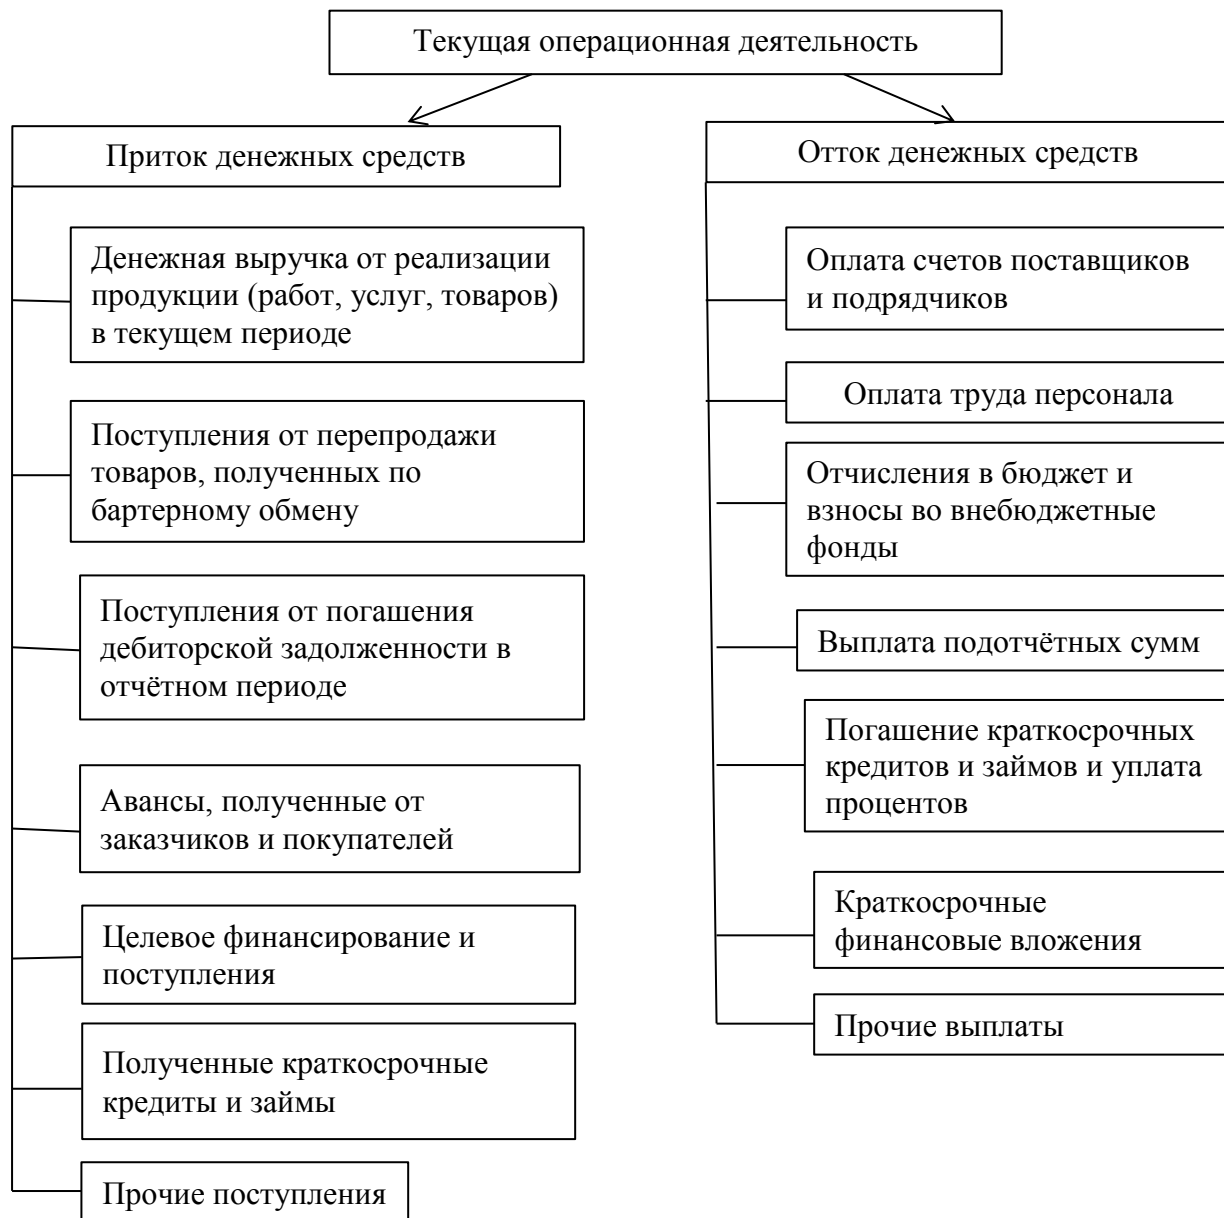 Текущая операционная деятельность
Приток денежных средств
Денежная выручка от реализации
продукции (работ, услуг, товаров)
в текущем периоде
Поступления от перепродажи
товаров, полученных по
бартерному обмену
Поступления от погашения
дебиторской задолженности в
отчётном периоде
Авансы, полученные от
заказчиков и покупателей
Целевое финансирование и
поступления
Полученные краткосрочные
кредиты и займы
Прочие поступления
Отток денежных средств
Оплата счетов поставщиков
и подрядчиков
Оплата труда персонала
Отчисления в бюджет и
взносы во внебюджетные
фонды
Выплата подотчётных сумм
Погашение краткосрочных
кредитов и займов и уплата
процентов
Краткосрочные
финансовые вложения
Прочие выплаты